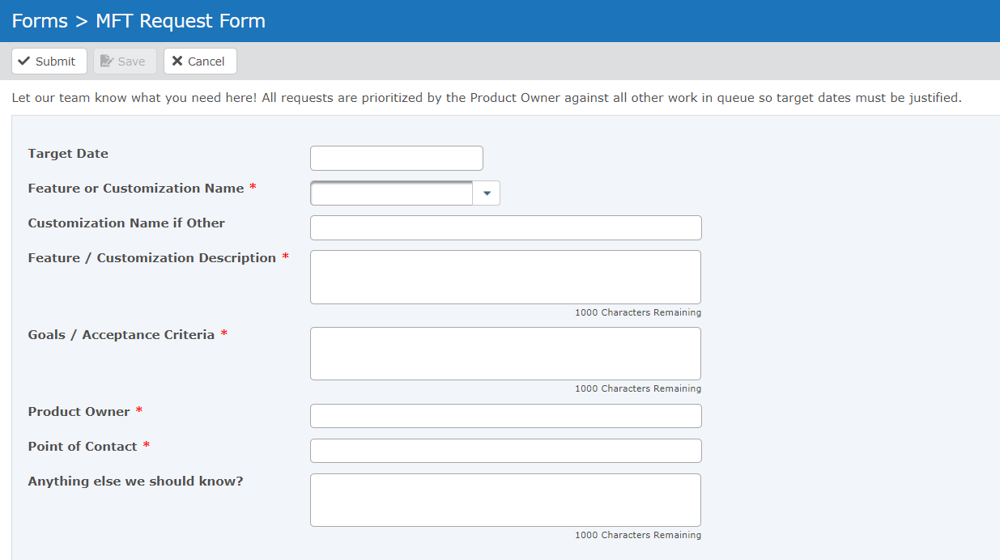 Forms > MFT Request Form
Submit Save Cancel
Let our team know what you need here! All requests are prioritized by the Product Owner against all other work in queue so target dates must be justified.
Target Date
Feature or Customization Name *
Customization Name if Other
Feature / Customization Description *
1000 Characters Remaining
Goals / Acceptance Criteria *
1000 Characters Remaining
Product Owner *
Point of Contact *
Anything else we should know?
1000 Characters Remaining